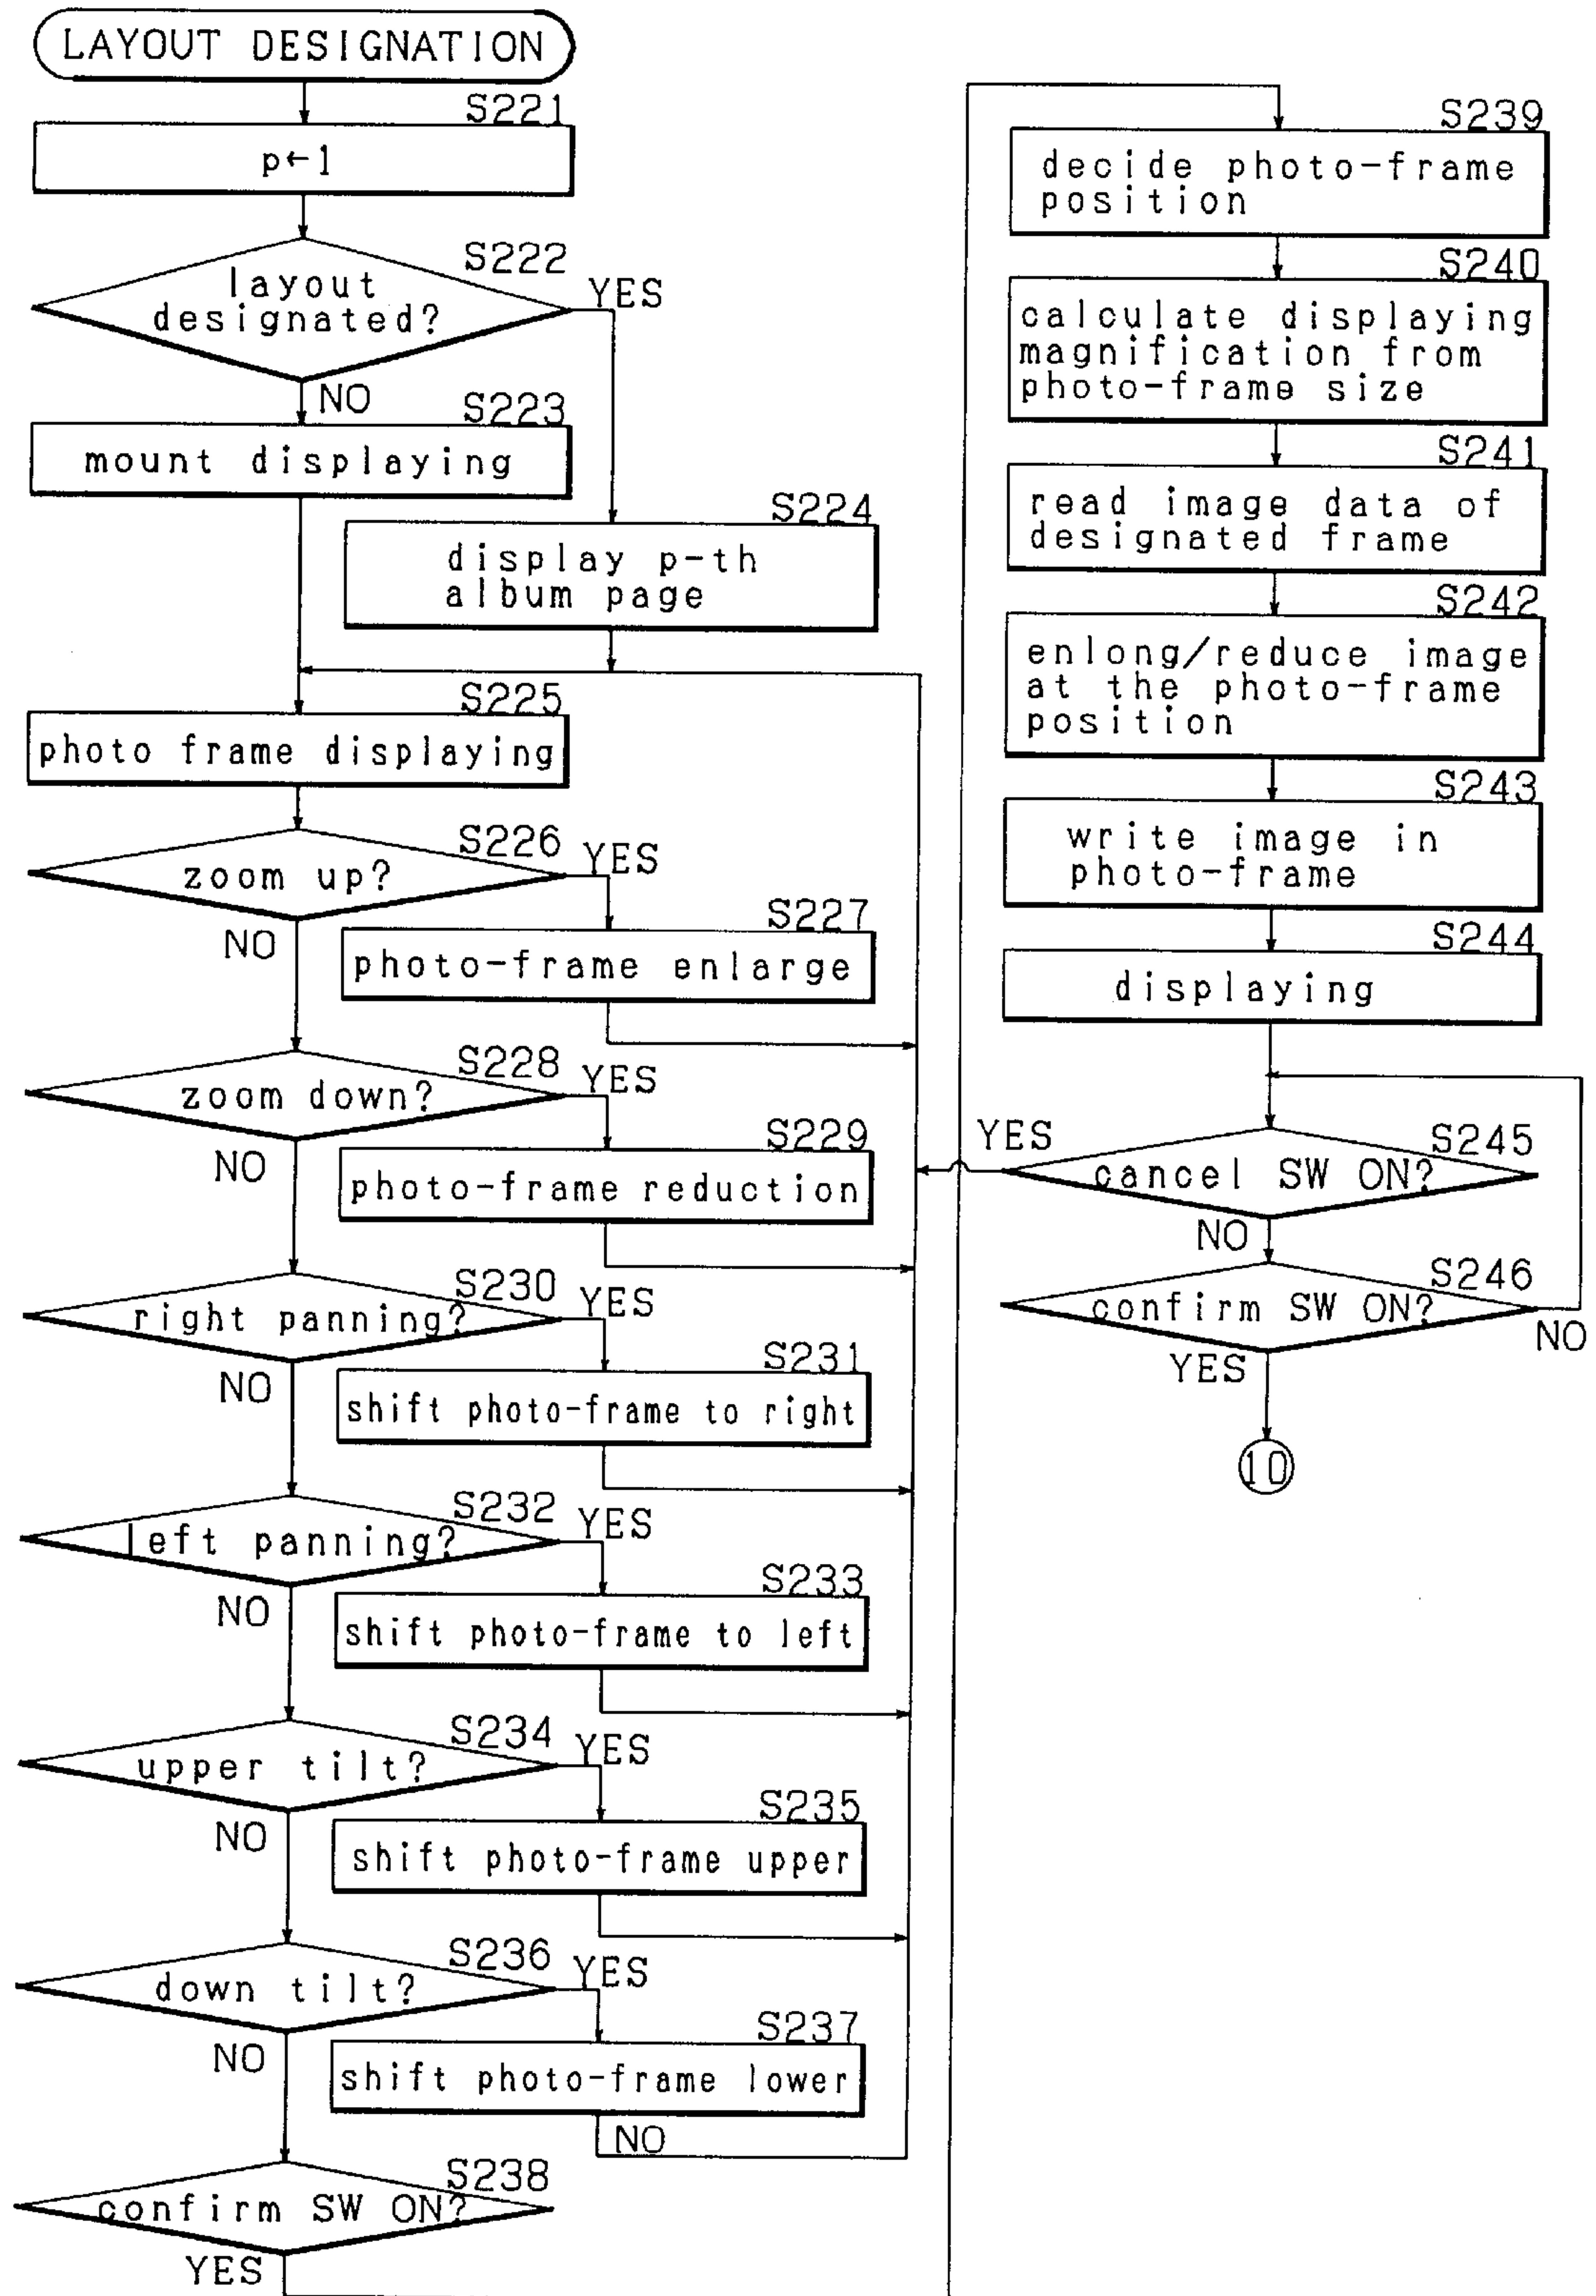 LAYOUT DESIGNATION
S221
p←1
S222
layout
designated?
YES
NO
S223
mount displaying
S224
display p-th
album page
S225
photo frame displaying
S226
zoom up?
YES
NO
S227
photo-frame enlarge
S228
zoom down?
YES
NO
S229
photo-frame reduction
S230
right panning?
YES
NO
S231
shift photo-frame to right
S232
left panning?
YES
NO
S233
shift photo-frame to left
S234
upper tilt?
YES
NO
S235
shift photo-frame upper
S236
down tilt?
YES
NO
S237
shift photo-frame lower
NO
S238
confirm SW ON?
YES
S239
decide photo-frame
position
S240
calculate displaying
magnification from
photo-frame size
S241
read image data of
designated frame
S242
enlong/reduce image
at the photo-frame
position
S243
write image in
photo-frame
S244
displaying
YES
S245
cancel SW ON?
NO
S246
confirm SW ON?
NO
YES
10